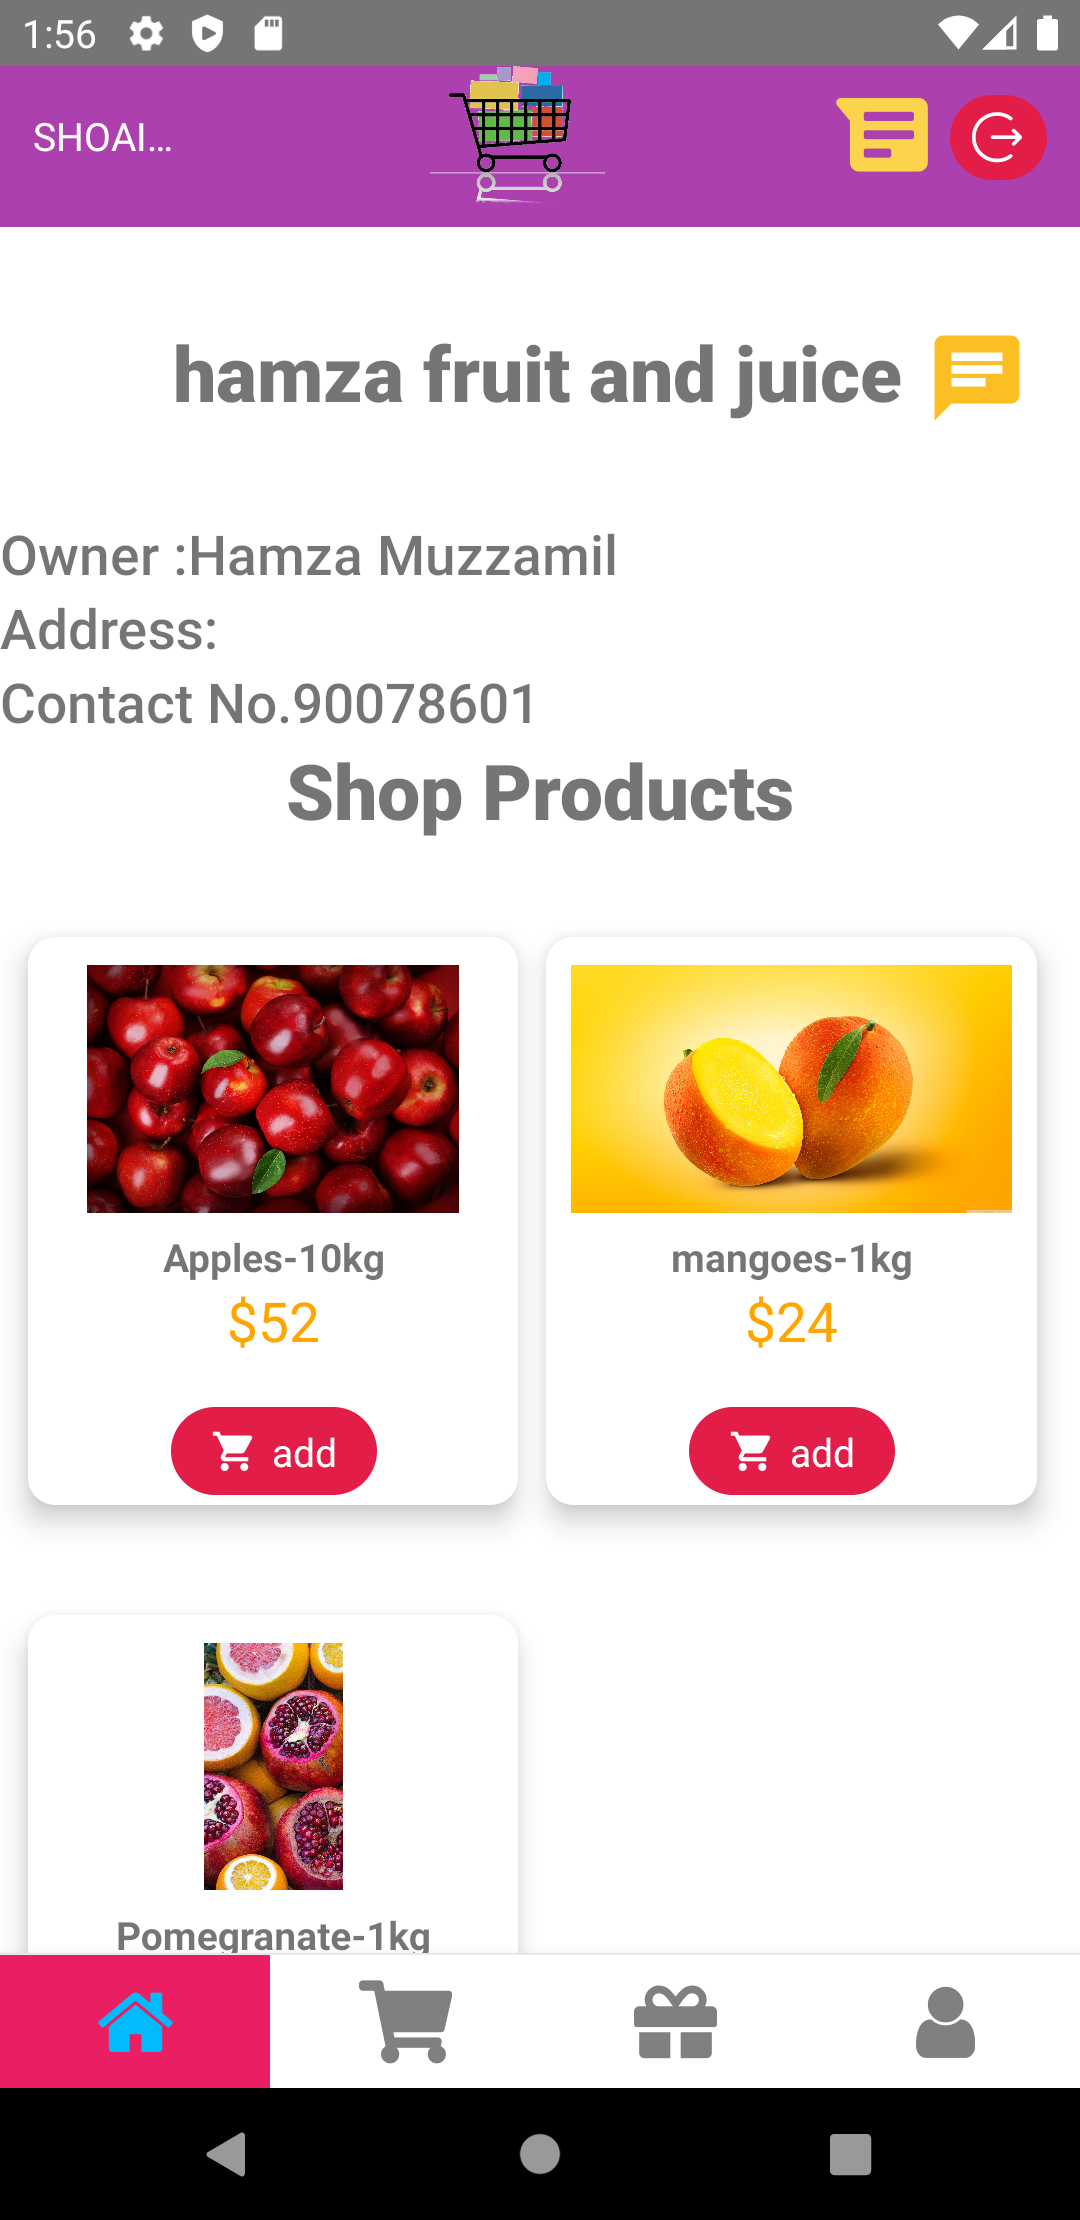 1:56
SHOAI…
hamza fruit and juice
Owner :Hamza Muzzamil
Address:
Contact No.90078601
Shop Products
Apples-10kg
$52
add
mangoes-1kg
$24
add
Pomegranate-1kg